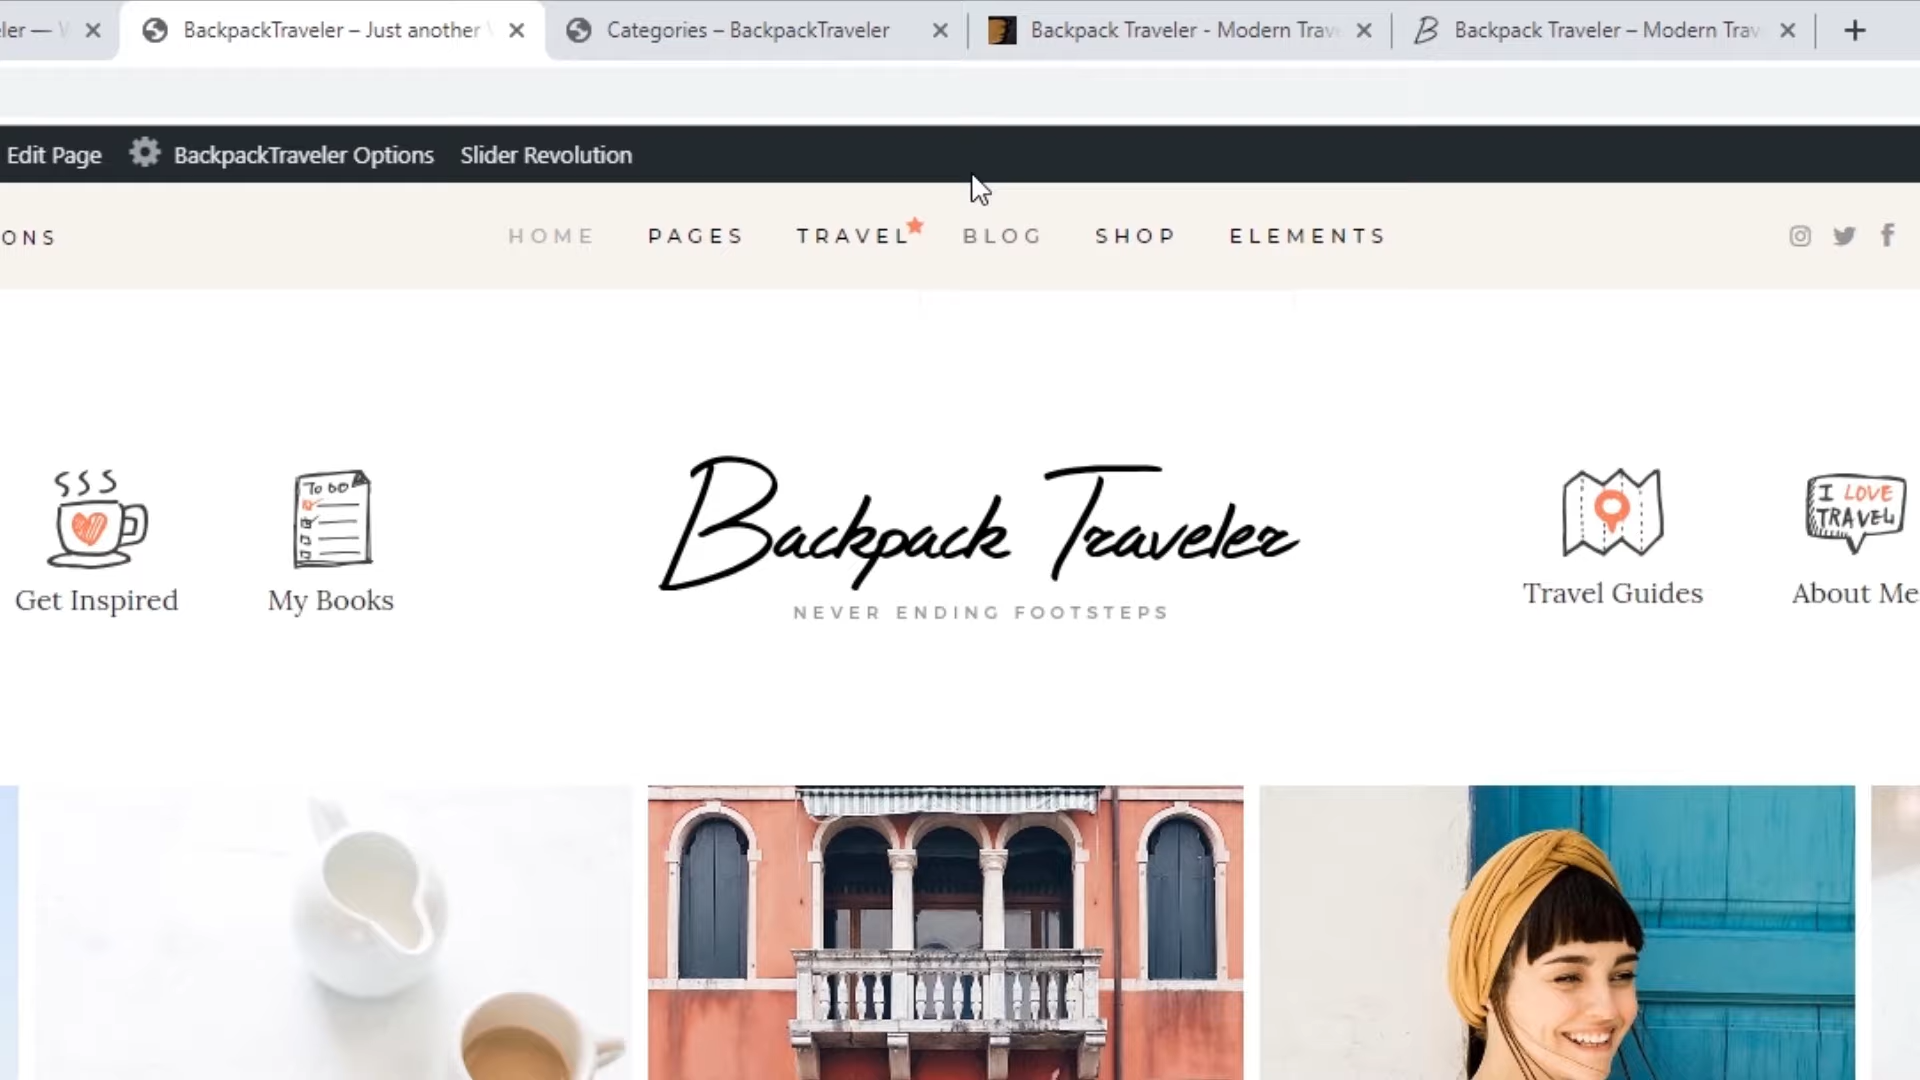 eler —
BackpackTraveler – Just another
Categories – BackpackTraveler
Backpack Traveler - Modern Trav
Backpack Traveler – Modern Trav
Edit Page
BackpackTraveler Options
Slider Revolution
ONS
HOME
PAGES
TRAVEL
BLOG
SHOP
ELEMENTS
SSS
Get Inspired
TO DO
My Books
Backpack Traveler
NEVER ENDING FOOTSTEPS
Travel Guides
I LOVE
TRAVEL
About Me